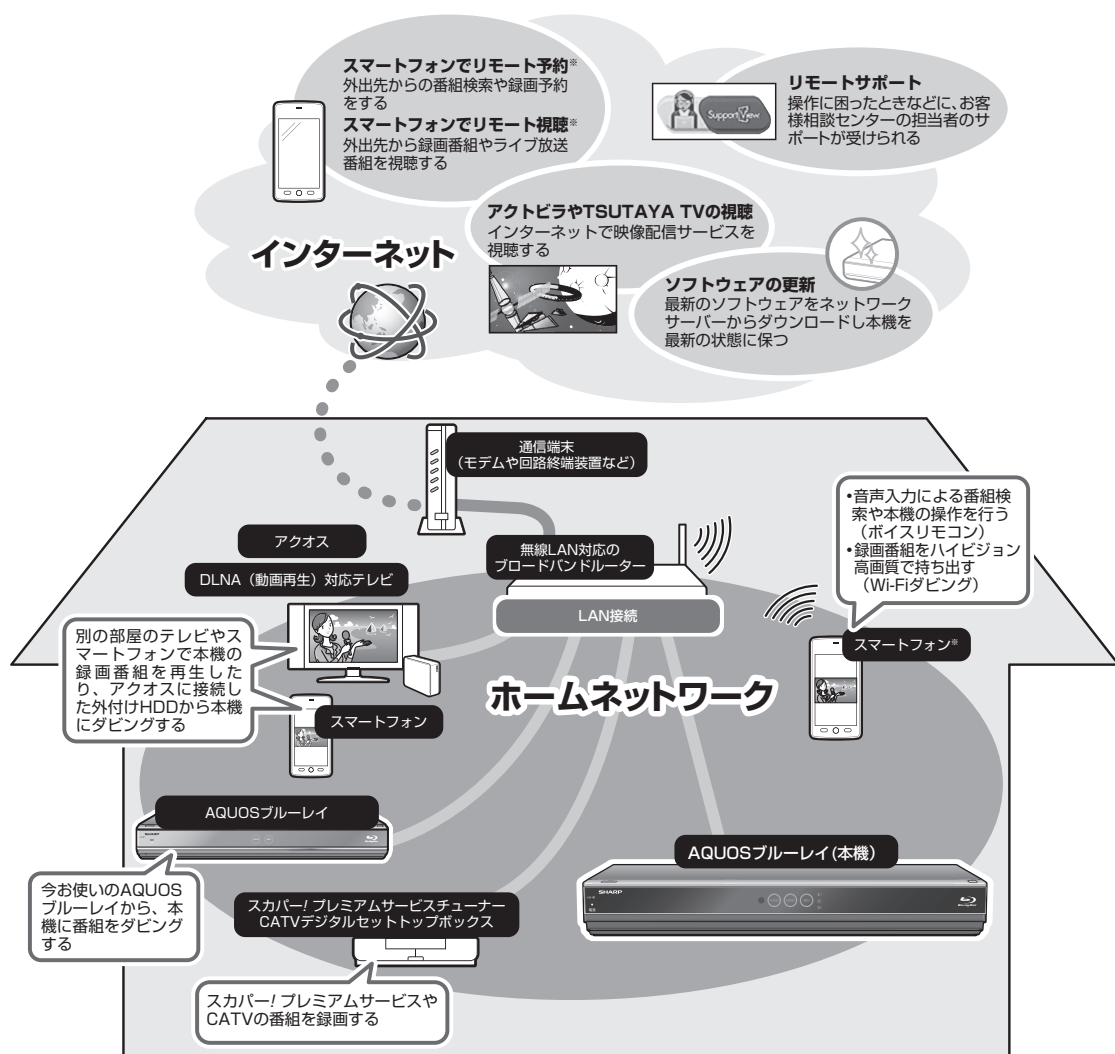 スマートフォンでリモート予約※
外出先からの番組検索や録画予約
をする
スマートフォンでリモート視聴※
外出先から録画番組やライブ放送
番組を視聴する
リモートサポート
操作に困ったときなどに、お客
様相談センターの担当者のサ
ポートが受けられる
Support View
アクトビラやTSUTAYA TVの視聴
インターネットで映像配信サービスを
視聴する
インターネット
ソフトウェアの更新
最新のソフトウェアをネットワーク
サーバーからダウンロードし本機を
最新の状態に保つ
通信端末
(モデムや回路終端装置など)
•音声入力による番組検
索や本機の操作を行う
(ボイスリモコン)
•録画番組をハイビジョン
高画質で持ち出す
(Wi-Fiダビング)
アクオス
無線LAN対応の
ブロードバンドルーター
DLNA(動画再生)対応テレビ
LAN接続
別の部屋のテレビやス
マートフォンで本機の
録画番組を再生した
り、アクオスに接続し
た外付けHDDから本機
にダビングする
スマートフォン※
ホームネットワーク
スマートフォン
AQUOSブルーレイ
SHARP
AQUOSブルーレイ(本機)
SHARP
今お使いのAQUOS
ブルーレイから、本
機に番組をダビング
する
スカパー! プレミアムサービスチューナー
CATVデジタルセットトップボックス
スカパー! プレミアムサービスや
CATVの番組を録画する